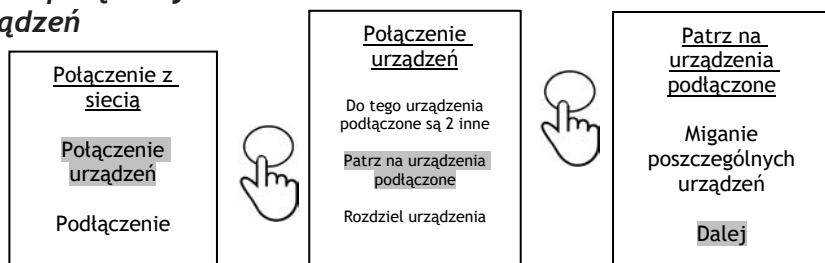 ądzeń
Połączenie z
siecią
Połączenie
urządzeń
Podłączenie
Połączenie
urządzeń
Do tego urządzenia
podłączone są 2 inne
Patrz na urządzenia
podłączone
Rozdziel urządzenia
Patrz na
urządzenia
podłączone
Miganie
poszczególnych
urządzeń
Dalej